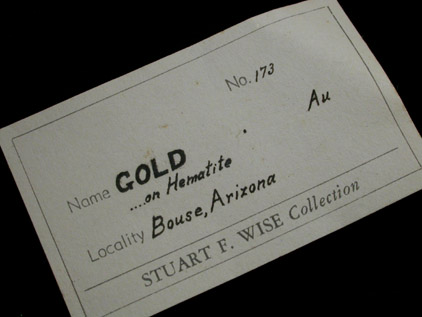 No. 173
Au
Name GOLD
....on Hematite
Locality Bouse, Arizona
STUART F. WISE Collection